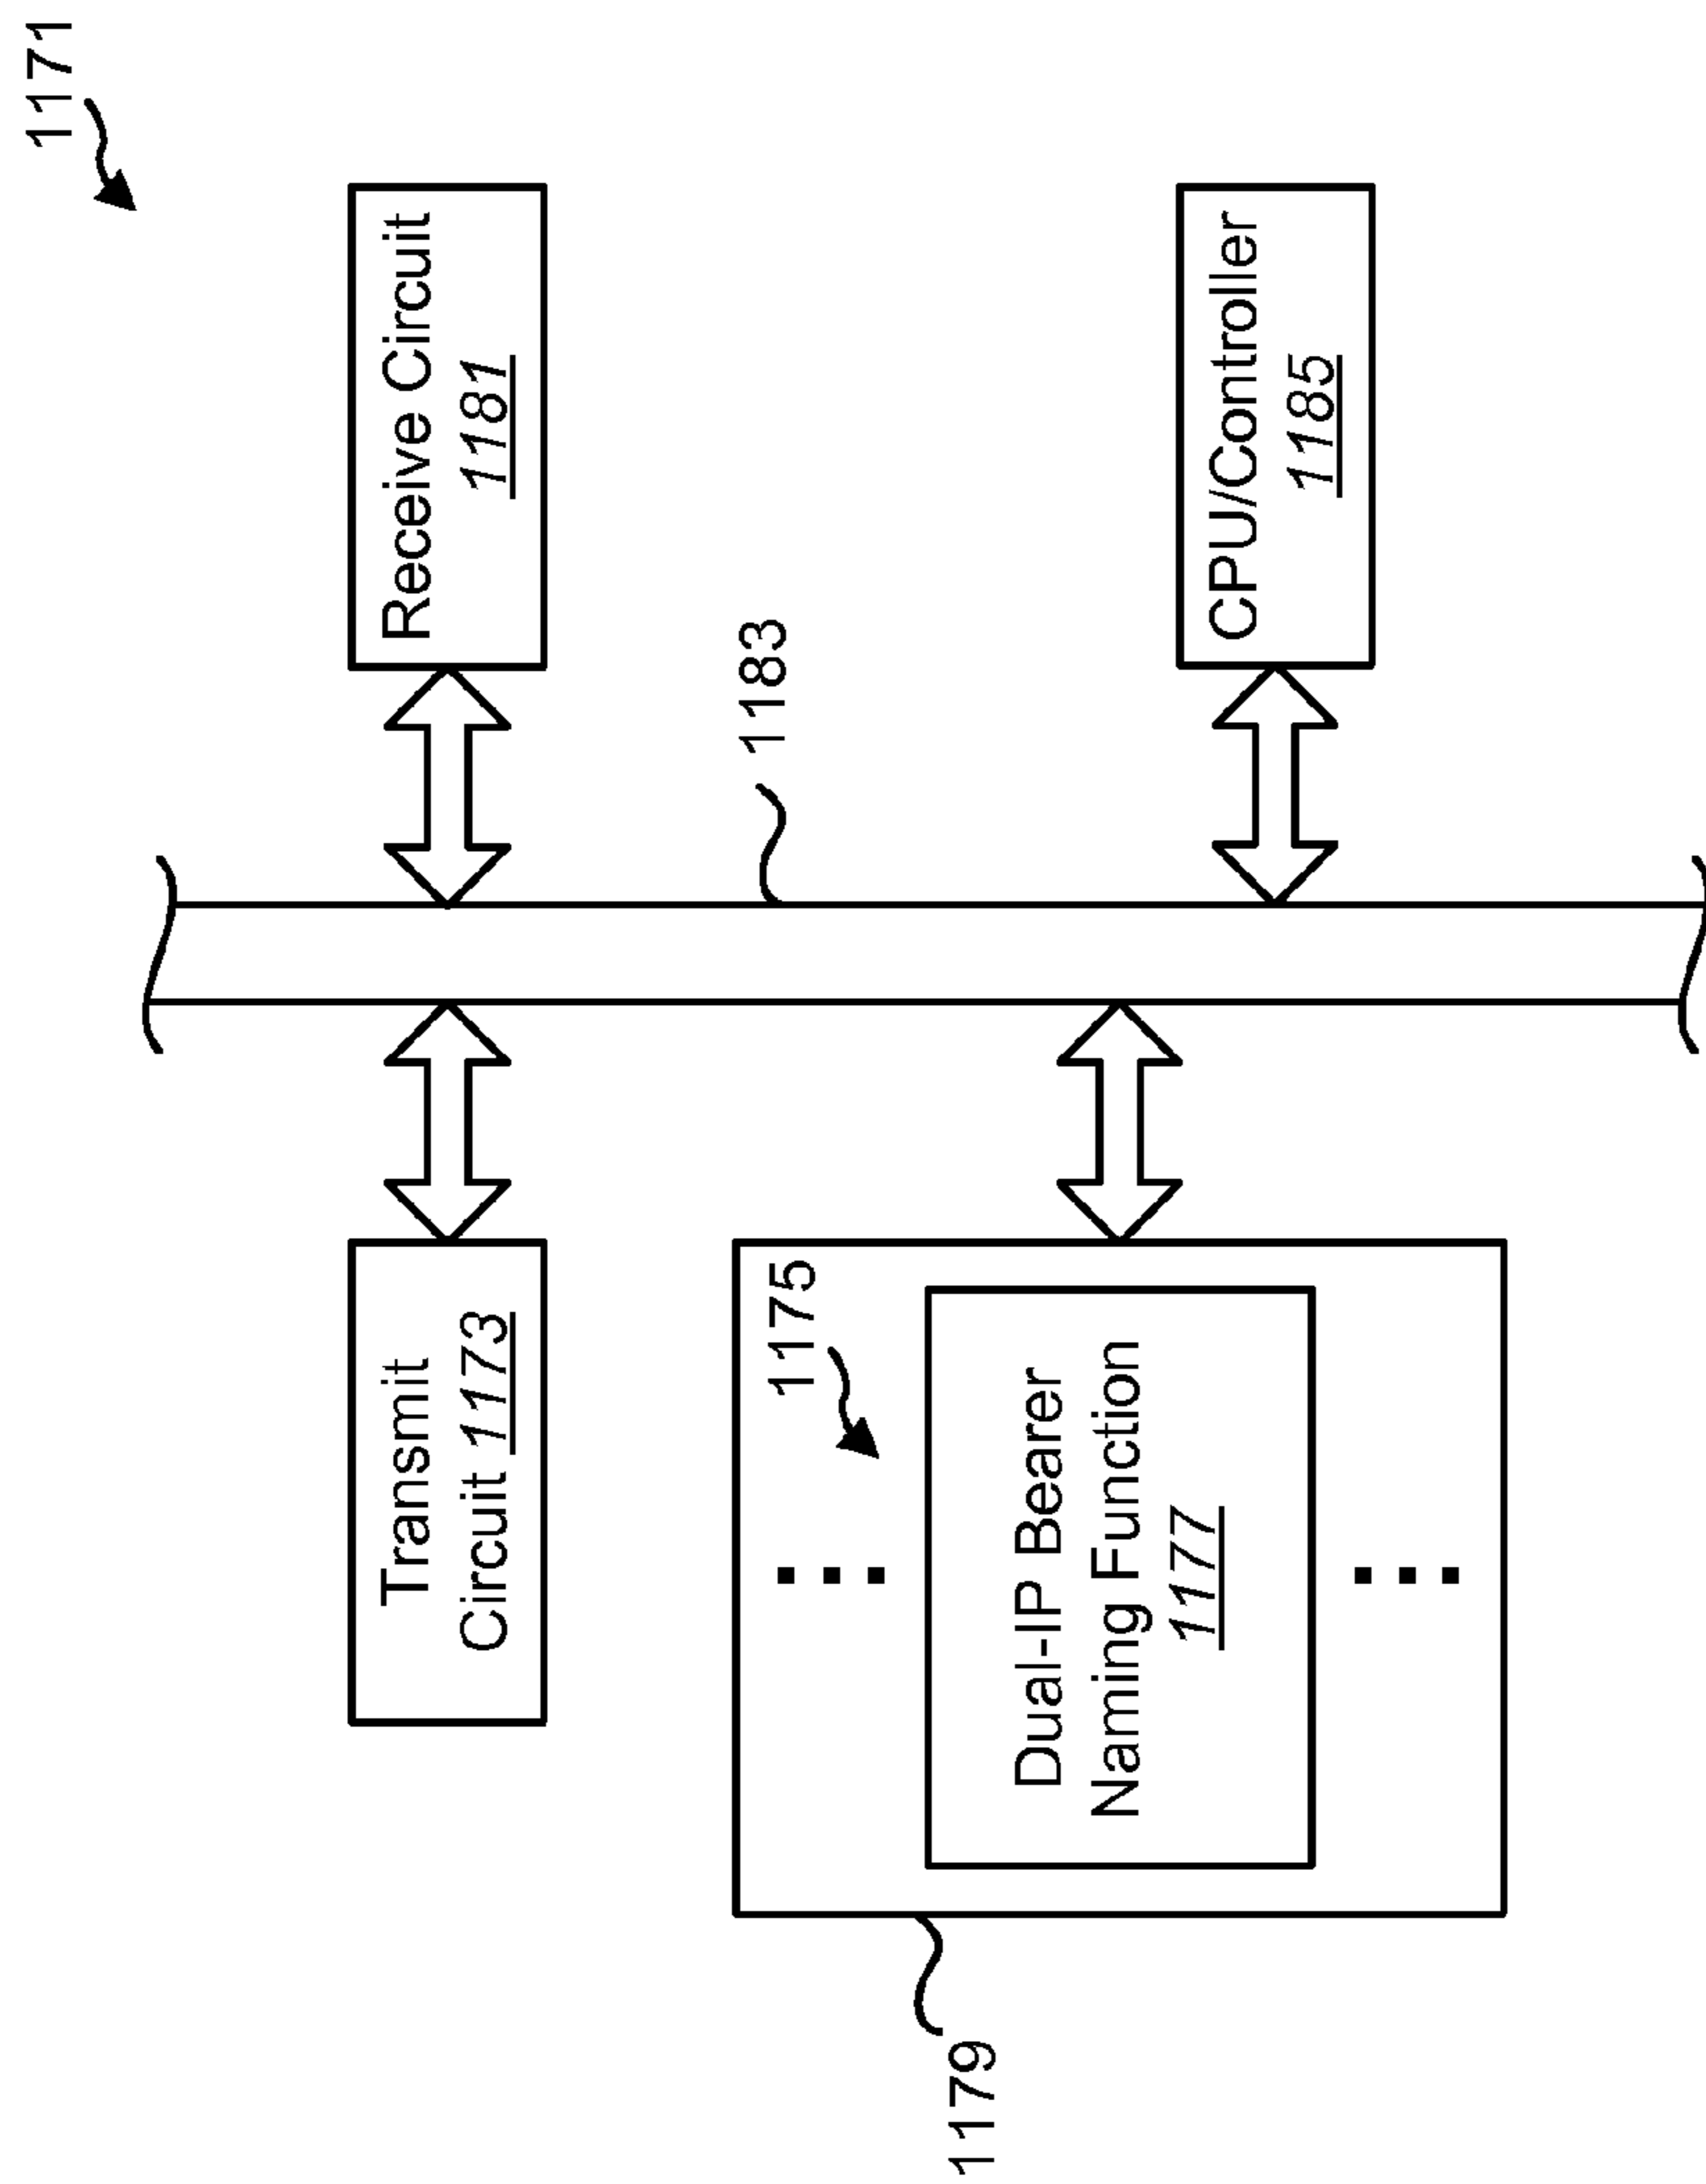 1171
Receive Circuit
1181
CPU/Controller
1185
1183
Transmit
Circuit 1173
1175
Dual-IP Bearer
Naming Function
1177
1179